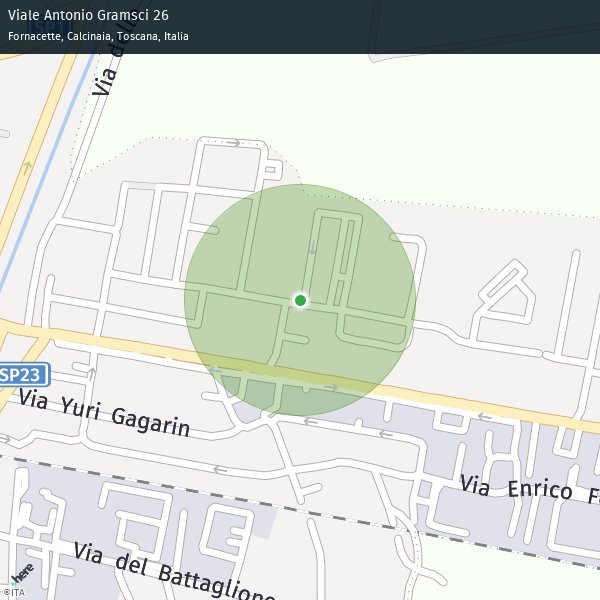 Viale Antonio Gramsci 26
Fornacette, Calcinaia, Toscana, Italia
SP1
SP23
Via Yuri Gagarin
Via Enrico
Via del Battaglione
here
©ITA